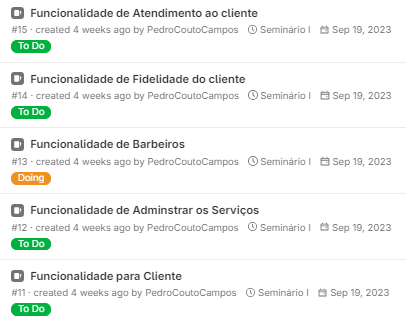 Funcionalidade de Atendimento ao cliente
#15 · created 4 weeks ago by PedroCoutoCampos Seminário I Sep 19, 2023
To Do
Funcionalidade de Fidelidade do cliente
#14 · created 4 weeks ago by PedroCoutoCampos Seminário I Sep 19, 2023
To Do
Funcionalidade de Barbeiros
#13 · created 4 weeks ago by PedroCoutoCampos Seminário I Sep 19, 2023
Doing
Funcionalidade de Adminstrar os Serviços
#12 · created 4 weeks ago by PedroCoutoCampos Seminário I Sep 19, 2023
To Do
Funcionalidade para Cliente
#11 · created 4 weeks ago by PedroCoutoCampos Seminário I Sep 19, 2023
To Do